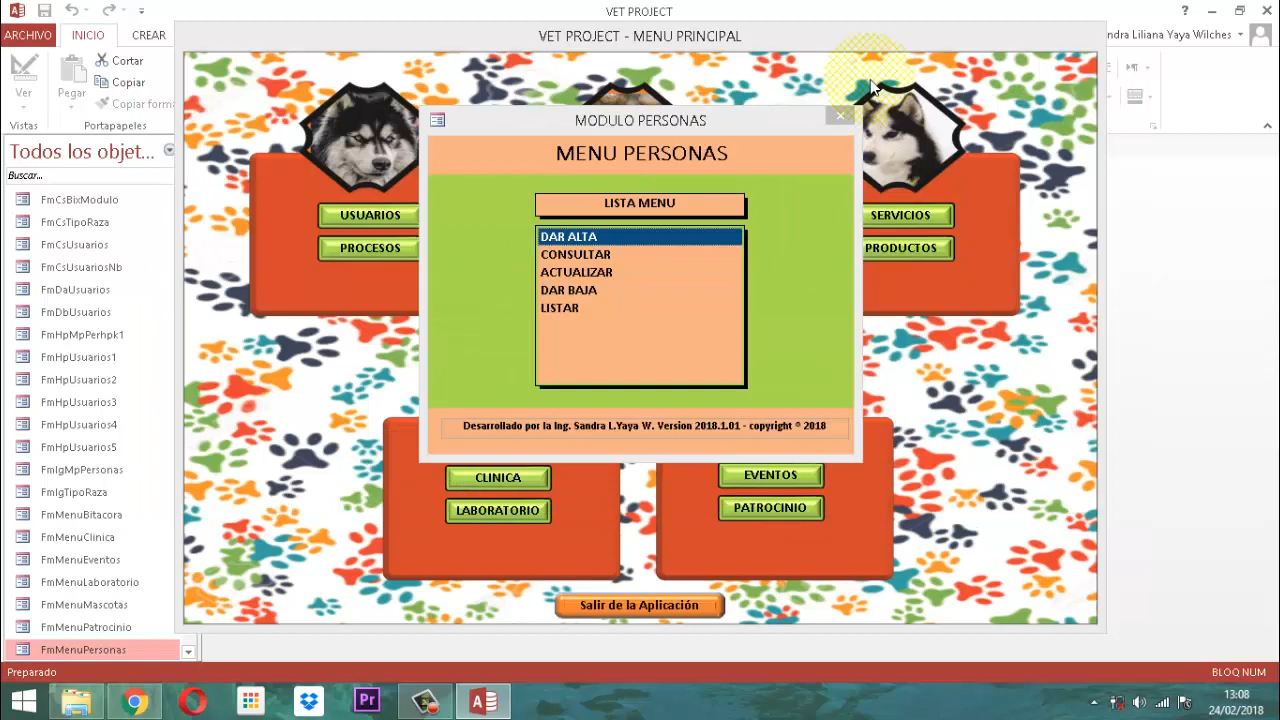 VET PROJECT
?
ARCHIVO
INICIO
CREAR
VET PROJECT - MENU PRINCIPAL
ndra Liliana Yaya Wilches
Ver
Pegar
Cortar
Copiar
Copiar form
Vistas
Portapapeles
Todos los objet...
Buscar...
FmCsBixModulo
FmCsTipoRaza
FmCsUsuarios
FmCsUsuariosNb
FmDaUsuarios
FmDbUsuarios
FmHpMpPerhpk1
FmHpUsuarios1
FmHpUsuarios2
FmHpUsuarios3
FmHpUsuarios4
FmHpUsuarios5
FmIgMpPersonas
FmIgTipoRaza
FmMenuBitacora
FmMenuClinica
FmMenuEventos
FmMenuLaboratorio
FmMenuMascotas
FmMenuPatrocinio
FmMenuPersonas
USUARIOS
PROCESOS
MODULO PERSONAS
MENU PERSONAS
LISTA MENU
DAR ALTA
CONSULTAR
ACTUALIZAR
DAR BAJA
LISTAR
Desarrollado por la Ing. Sandra L.Yaya W. Version 2018.1.01 - copyright ® 2018
SERVICIOS
PRODUCTOS
CLINICA
LABORATORIO
EVENTOS
PATROCINIO
Salir de la Aplicación
Preparado
BLOQ NUM
Pr
13:08
24/02/2018